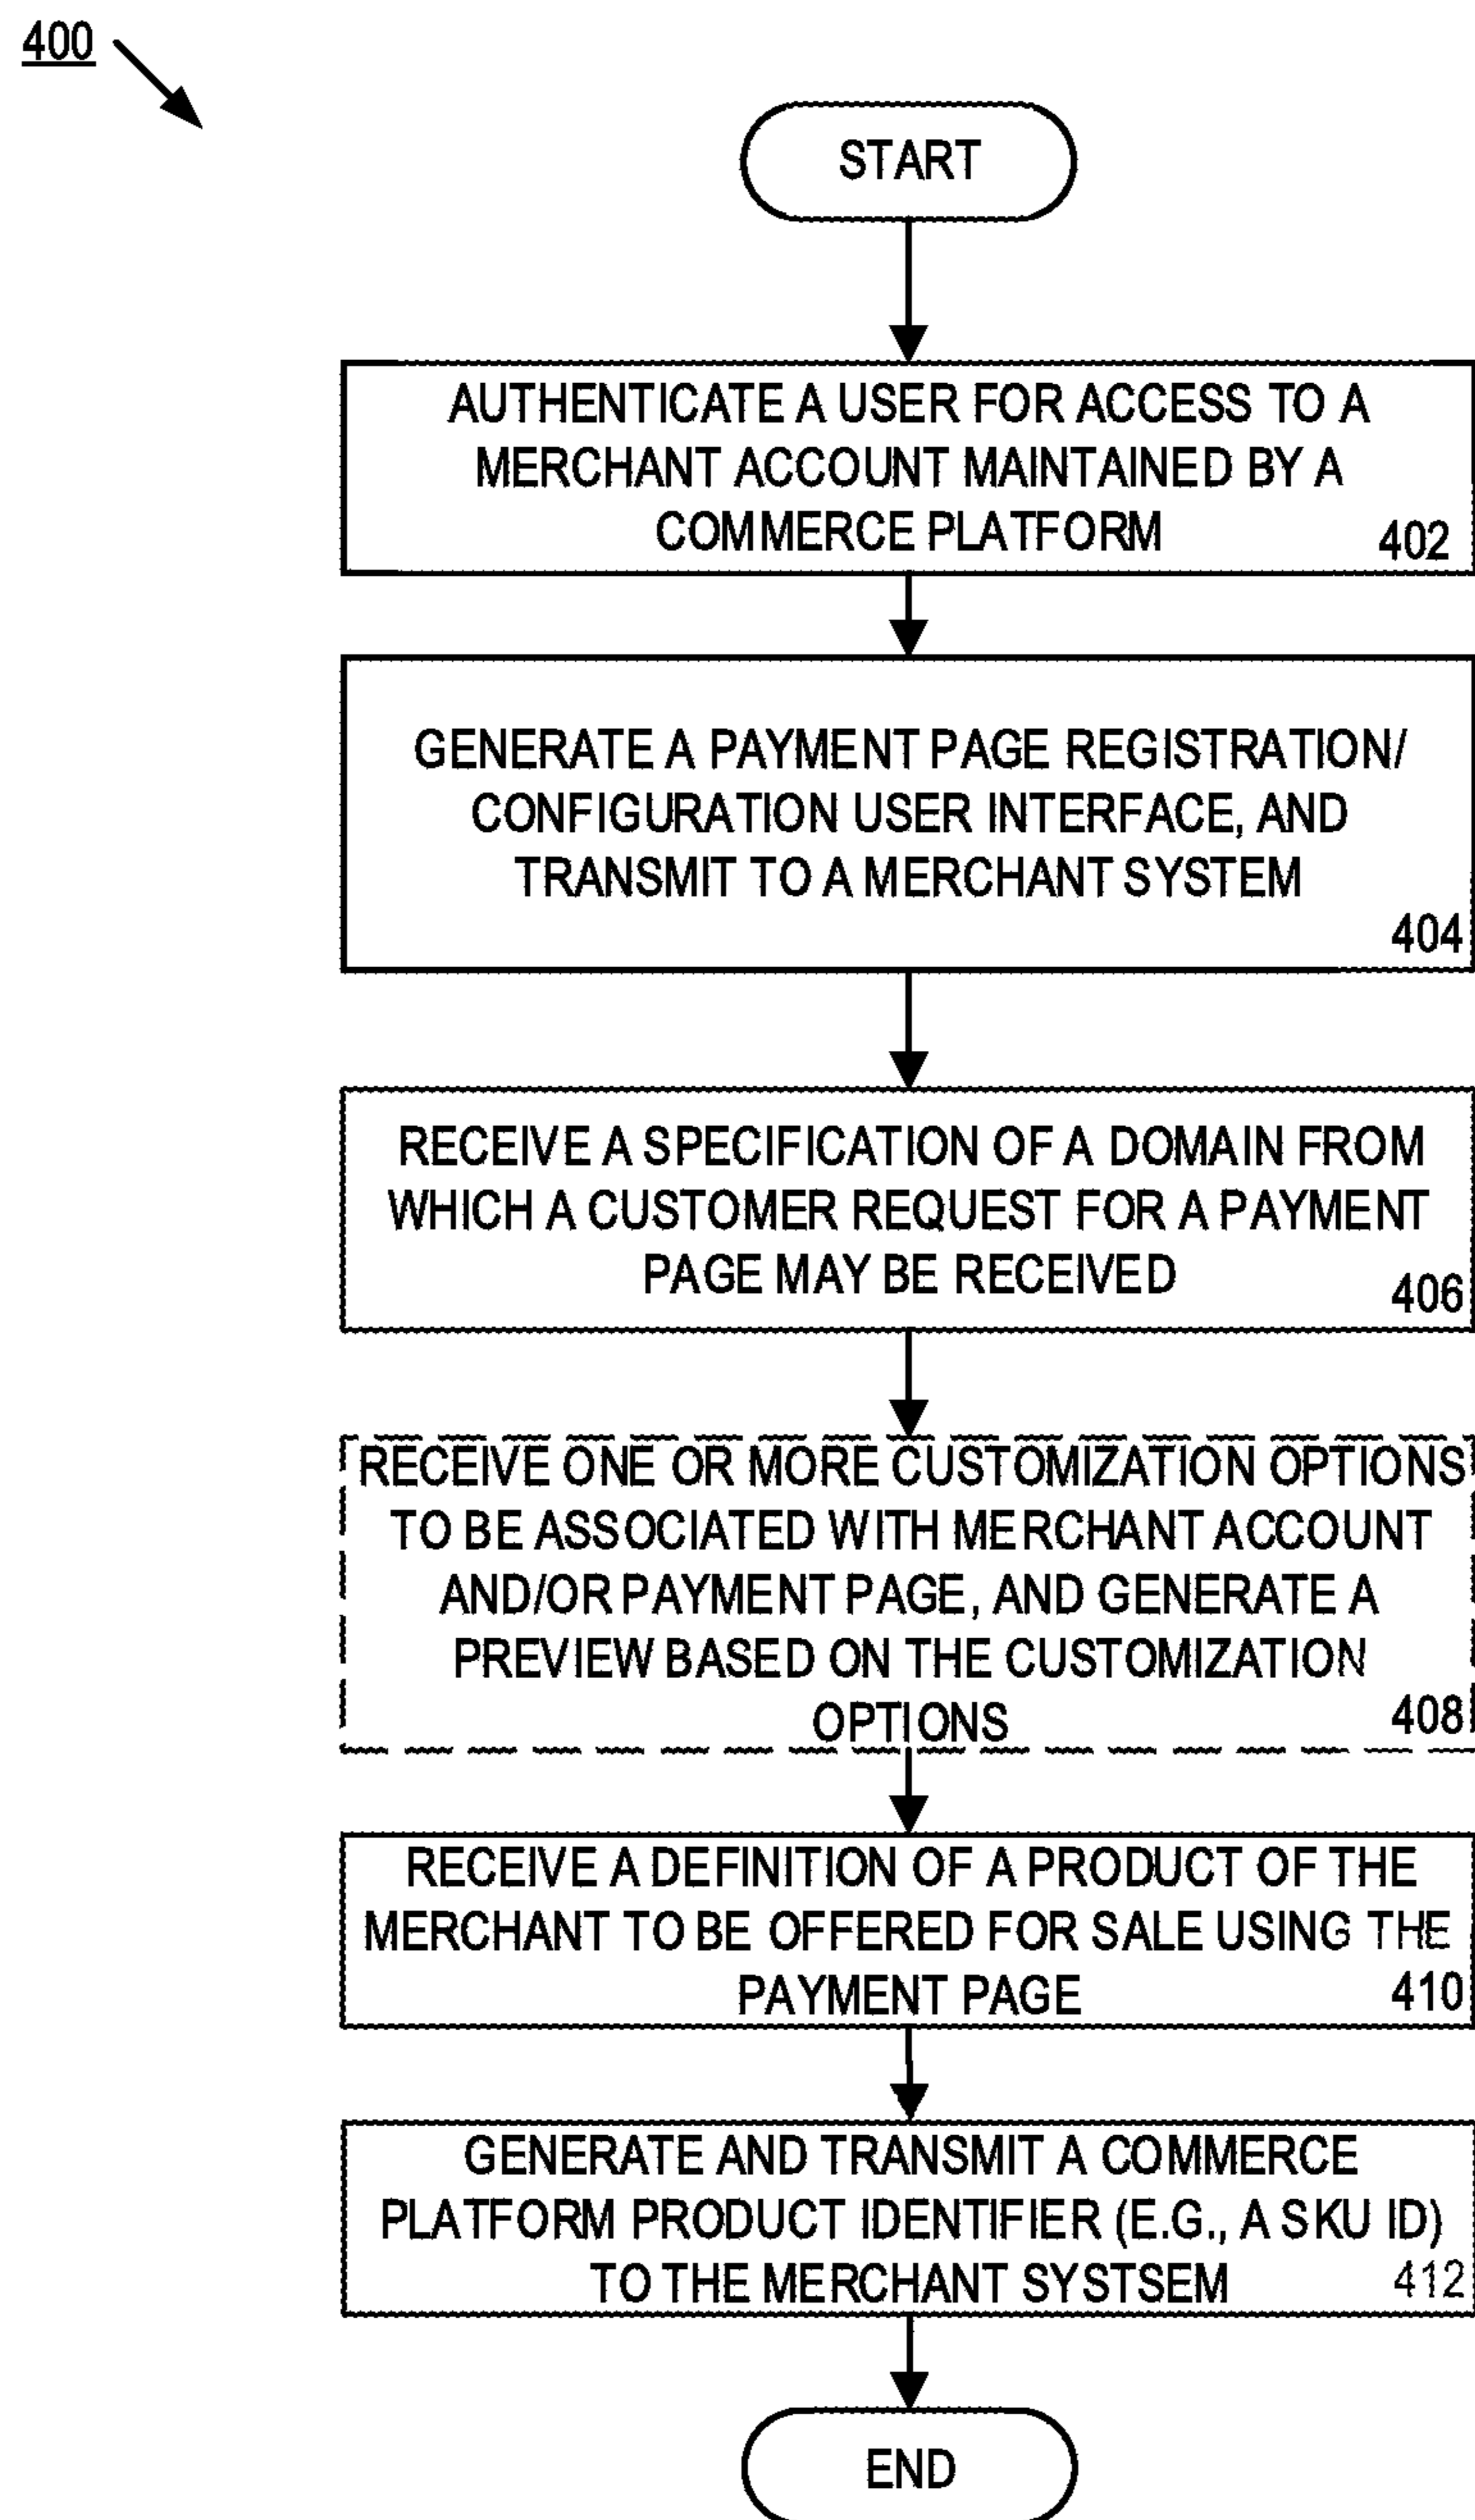 400
START
AUTHENTICATE A USER FOR ACCESS TO A
MERCHANT ACCOUNT MAINTAINED BY A
COMMERCE PLATFORM
402
GENERATE A PAYMENT PAGE REGISTRATION/
CONFIGURATION USER INTERFACE, AND
TRANSMIT TO A MERCHANT SYSTEM
404
RECEIVE A SPECIFICATION OF A DOMAIN FROM
WHICH A CUSTOMER REQUEST FOR A PAYMENT
PAGE MAY BE RECEIVED
406
RECEIVE ONE OR MORE CUSTOMIZATION OPTIONS
TO BE ASSOCIATED WITH MERCHANT ACCOUNT
AND/OR PAYMENT PAGE, AND GENERATE A
PREVIEW BASED ON THE CUSTOMIZATION
OPTIONS
408
RECEIVE A DEFINITION OF A PRODUCT OF THE
MERCHANT TO BE OFFERED FOR SALE USING THE
PAYMENT PAGE
410
GENERATE AND TRANSMIT A COMMERCE
PLATFORM PRODUCT IDENTIFIER (E.G., A SKU ID)
TO THE MERCHANT SYSTSEM
412
END